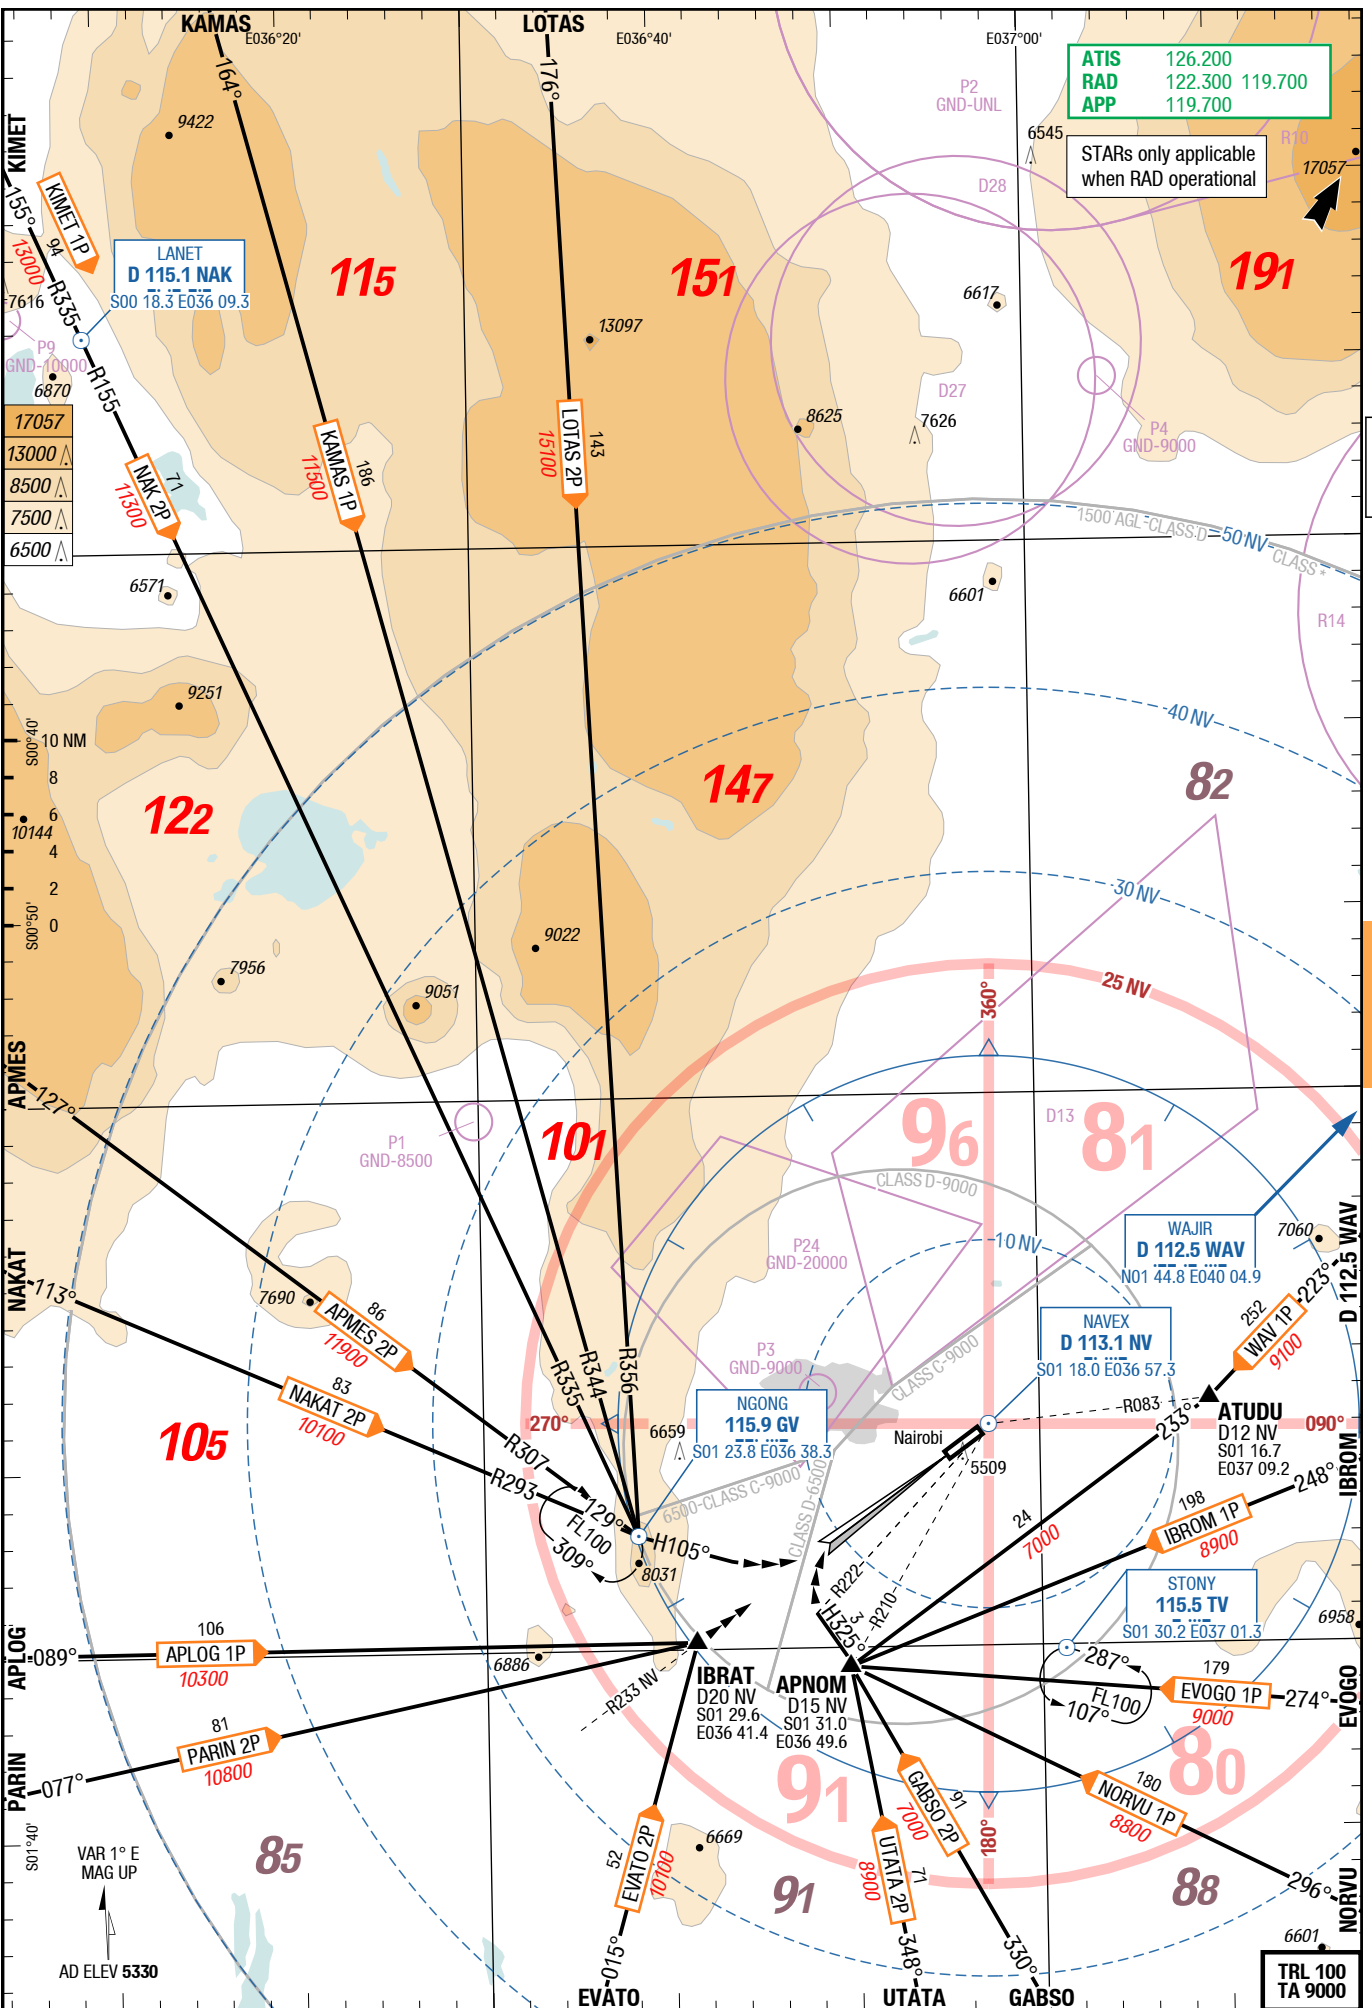 KAMAS
E036°20'
LOTAS
E036°40'
E037°00'
ATIS 126.200
RAD 122.300 119.700
APP 119.700
STARs only applicable
when RAD operational
164°
176°
9422
P2
GND-UNL
6545
R10
17057
D28
KIMET
155°
KIMET 1P
94
13000
LANET
D 115.1 NAK
S00 18.3 E036 09.3
115
151
191
7616
R335
6617
13097
P9
GND-10000
6870
R155
D27
P4
GND-9000
17057
13000
8500
7500
6500
8625
7626
NAK 2P
71
11300
KAMAS 1P
186
11500
LOTAS 2P
143
15100
1500 AGL-CLASS D
50 NV
CLASS *
6571
6601
R14
9251
S00°40'
10 NM
8
6
4
2
0
S00°50'
10144
40 NV
122
147
82
30 NV
9022
7956
9051
25 NV
360°
APMES
127°
P1
GND-8500
101
96
D13
81
CLASS D-9000
P24
GND-20000
10 NV
WAJIR
D 112.5 WAV
N01 44.8 E040 04.9
7060
D 112.5 WAV
223°
NAKAT
113°
7690
APMES 2P
86
11900
P3
GND-9000
NAVEX
D 113.1 NV
S01 18.0 E036 57.3
WAV 1P
252
9100
CLASS C-9000
NAKAT 2P
83
10100
R335
R344
R356
NGONG
115.9 GV
S01 23.8 E036 38.3
R083
270°
090°
105
6659
Nairobi
5509
233°
ATUDU
D12 NV
S01 16.7
E037 09.2
IBROM
248°
R307
R293
6500-CLASS C-9000
CLASS D-6500
129°
FL100
309°
H105°
8031
24
7000
198
IBROM 1P
8900
R222
R210
3
H325°
STONY
115.5 TV
S01 30.2 E037 01.3
6958
APLOG
089°
106
APLOG 1P
10300
6886
IBRAT
D20 NV
S01 29.6
E036 41.4
R233 NV
APNOM
D15 NV
S01 31.0
E036 49.6
287°
FL100
107°
179
EVOGO 1P
9000
274°
EVOGO
PARIN
077°
81
PARIN 2P
10800
91
80
180
NORVU 1P
8800
296°
NORVU
S01°40'
VAR 1° E
MAG UP
AD ELEV 5330
85
52
EVATO 2P
10100
6669
GABSO 2P
91
7000
180°
UTATA 2P
71
8900
91
88
6601
015°
348°
330°
EVATO
UTATA
GABSO
TRL 100
TA 9000